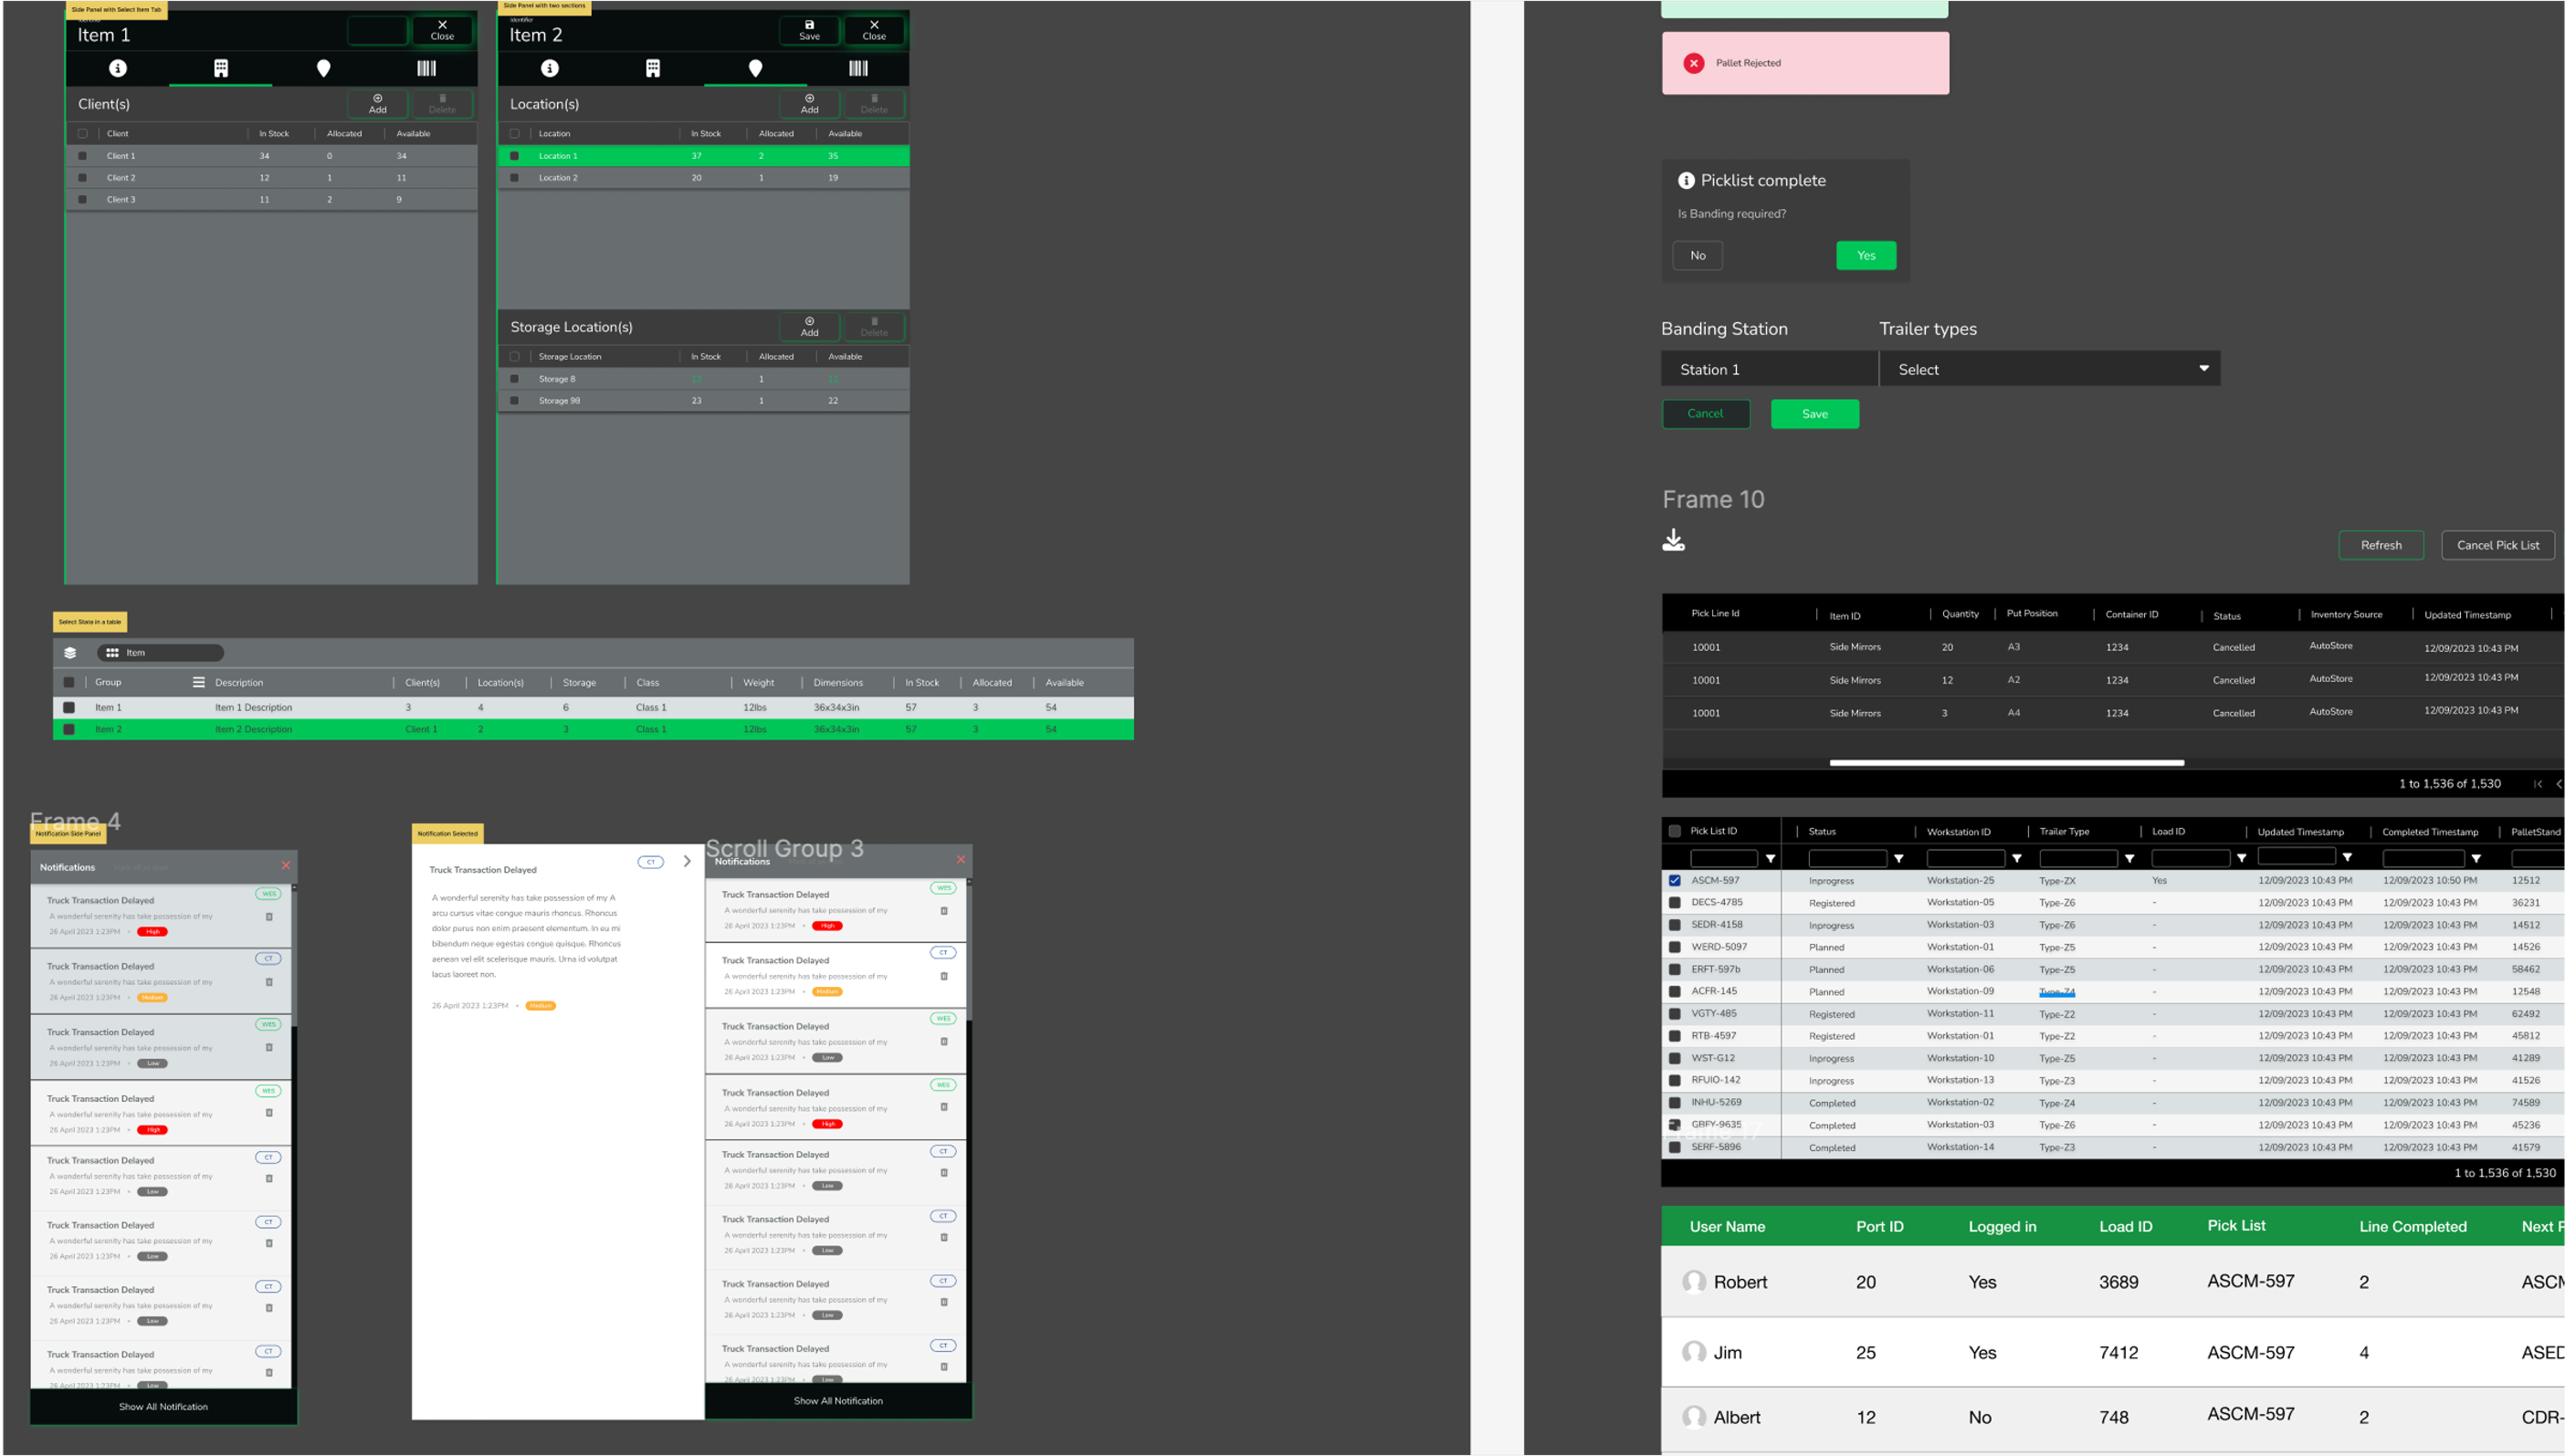 Side Panel with Select Item Tab
Item 1
Close
Client(s)
Add
Delete
Client In Stock Allocated Available
Client 1 34 0 34
Client 2 12 1 11
Client 3 11 2 9
Side Panel with two sections
Identifier
Item 2
Save
Close
Location(s)
Add
Delete
Location In Stock Allocated Available
Location 1 37 2 35
Location 2 20 1 19
Storage Location(s)
Add
Delete
Storage Location In Stock Allocated Available
Storage 8 1
Storage 98 23 1 22
Select State in a table
Item
Group Description Client(s) Location(s) Storage Class Weight Dimensions In Stock Allocated Available
Item 1 Item 1 Description 3 4 6 Class 1 12lbs 36x34x3in 57 3 54
Item 2 Item 2 Description Client 1 2 3 Class 1 12lbs 36x34x3in 57 3 54
Frame 4
Notification Side Panel
Notifications
WES
Truck Transaction Delayed
A wonderful serenity has take possession of my
26 April 2023 1:23PM • High
CT
Truck Transaction Delayed
A wonderful serenity has take possession of my
26 April 2023 1:23PM • Medium
WES
Truck Transaction Delayed
A wonderful serenity has take possession of my
26 April 2023 1:23PM • Low
WES
Truck Transaction Delayed
A wonderful serenity has take possession of my
26 April 2023 1:23PM • High
CT
Truck Transaction Delayed
A wonderful serenity has take possession of my
26 April 2023 1:23PM • Low
CT
Truck Transaction Delayed
A wonderful serenity has take possession of my
26 April 2023 1:23PM • Low
CT
Truck Transaction Delayed
A wonderful serenity has take possession of my
26 April 2023 1:23PM • Low
CT
Truck Transaction Delayed
A wonderful serenity has take possession of my
26 April 2023 1:23PM • Low
Show All Notification
Notification Selected
Truck Transaction Delayed CT
A wonderful serenity has take possession of my A
arcu cursus vitae congue mauris rhoncus. Rhoncus
dolor purus non enim praesent elementum. In eu mi
bibendum neque egestas congue quisque. Rhoncus
aenean vel elit scelerisque mauris. Urna id volutpat
lacus laoreet non.
26 April 2023 1:23PM • Medium
Scroll Group 3
Notifications
WES
Truck Transaction Delayed
A wonderful serenity has take possession of my
26 April 2023 1:23PM • High
CT
Truck Transaction Delayed
A wonderful serenity has take possession of my
26 April 2023 1:23PM • Medium
WES
Truck Transaction Delayed
A wonderful serenity has take possession of my
26 April 2023 1:23PM • Low
WES
Truck Transaction Delayed
A wonderful serenity has take possession of my
26 April 2023 1:23PM • High
CT
Truck Transaction Delayed
A wonderful serenity has take possession of my
26 April 2023 1:23PM • Low
CT
Truck Transaction Delayed
A wonderful serenity has take possession of my
26 April 2023 1:23PM • Low
CT
Truck Transaction Delayed
A wonderful serenity has take possession of my
26 April 2023 1:23PM • Low
CT
Truck Transaction Delayed
A wonderful serenity has take possession of my
26 April 2023 1:23PM • Low
Show All Notification
Pallet Rejected
Picklist complete
Is Banding required?
No Yes
Banding Station Trailer types
Station 1 Select
Cancel Save
Frame 10
Refresh Cancel Pick List
Pick Line Id Item ID Quantity Put Position Container ID Status Inventory Source Updated Timestamp
10001 Side Mirrors 20 A3 1234 Cancelled AutoStore 12/09/2023 10:43 PM
10001 Side Mirrors 12 A2 1234 Cancelled AutoStore 12/09/2023 10:43 PM
10001 Side Mirrors 3 A4 1234 Cancelled AutoStore 12/09/2023 10:43 PM
1 to 1,536 of 1,530
Pick List ID Status Workstation ID Trailer Type Load ID Updated Timestamp Completed Timestamp PalletStand
ASCM-597 Inprogress Workstation-25 Type-ZX Yes 12/09/2023 10:43 PM 12/09/2023 10:50 PM 12512
DECS-4785 Registered Workstation-05 Type-Z6 - 12/09/2023 10:43 PM 12/09/2023 10:43 PM 36231
SEDR-4158 Inprogress Workstation-03 Type-Z6 - 12/09/2023 10:43 PM 12/09/2023 10:43 PM 14512
WERD-5097 Planned Workstation-01 Type-Z5 - 12/09/2023 10:43 PM 12/09/2023 10:43 PM 14526
ERFT-597b Planned Workstation-06 Type-Z5 - 12/09/2023 10:43 PM 12/09/2023 10:43 PM 58462
ACFR-145 Planned Workstation-09 Type-Z4 - 12/09/2023 10:43 PM 12/09/2023 10:43 PM 12548
VGTY-485 Registered Workstation-11 Type-Z2 - 12/09/2023 10:43 PM 12/09/2023 10:43 PM 62492
RTB-4597 Registered Workstation-01 Type-Z2 - 12/09/2023 10:43 PM 12/09/2023 10:43 PM 45812
WST-G12 Inprogress Workstation-10 Type-Z5 - 12/09/2023 10:43 PM 12/09/2023 10:43 PM 41289
RFUIO-142 Inprogress Workstation-13 Type-Z3 - 12/09/2023 10:43 PM 12/09/2023 10:43 PM 41526
INHU-5269 Completed Workstation-02 Type-Z4 - 12/09/2023 10:43 PM 12/09/2023 10:43 PM 74589
GBFY-9635 Completed Workstation-03 Type-Z6 - 12/09/2023 10:43 PM 12/09/2023 10:43 PM 45236
SERF-5896 Completed Workstation-14 Type-Z3 - 12/09/2023 10:43 PM 12/09/2023 10:43 PM 41579
1 to 1,536 of 1,530
User Name Port ID Logged in Load ID Pick List Line Completed Next
Robert 20 Yes 3689 ASCM-597 2
Jim 25 Yes 7412 ASCM-597 4 ASED
Albert 12 No 748 ASCM-597 2 CDR-